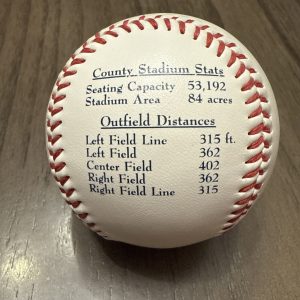 County Stadium Stats
Seating Capacity 53,192
Stadium Area 84 acres
Outfield Distances
Left Field Line 315 ft.
Left Field 362
Center Field 402
Right Field 362
Right Field Line 315